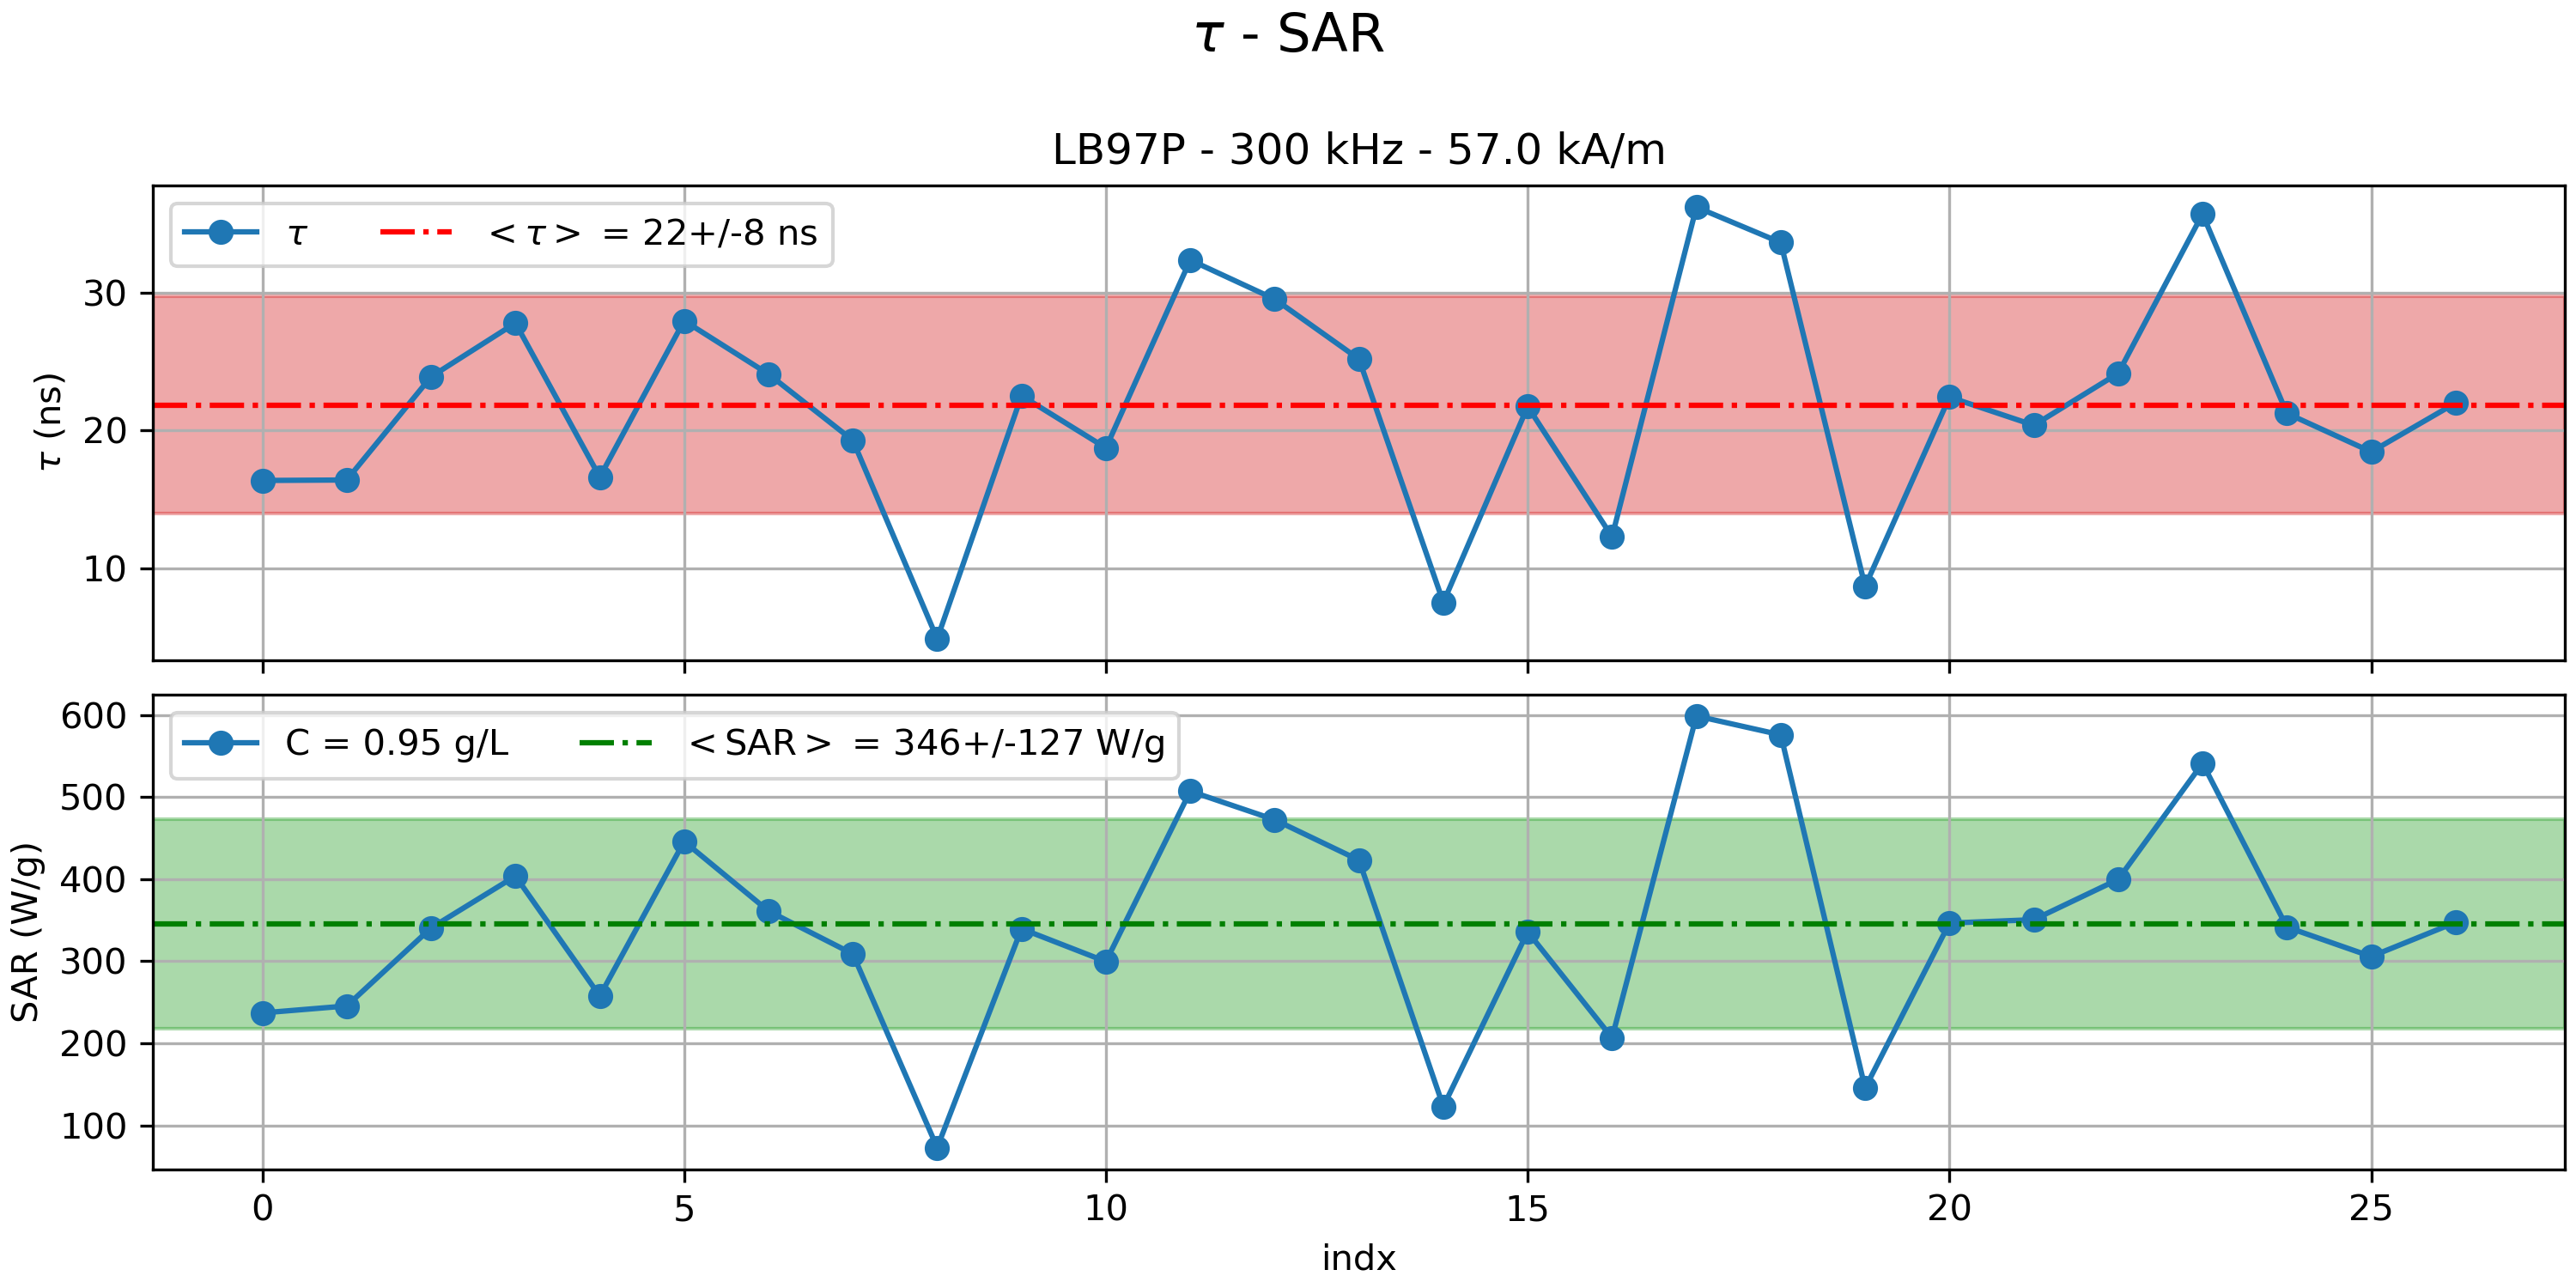 τ - SAR
LB97P - 300 kHz - 57.0 kA/m
τ <τ> = 22+/-8 ns
τ (ns)
30
20
10
C = 0.95 g/L <SAR> = 346+/-127 W/g
SAR (W/g)
600
500
400
300
200
100
0 5 10 15 20 25
indx